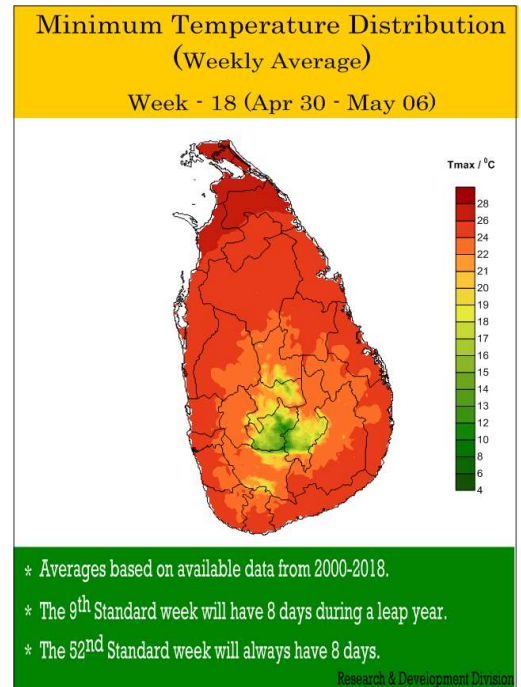 Minimum Temperature Distribution
(Weekly Average)
Week - 18 (Apr 30 - May 06)
Tmax / ⁰C
28
26
24
22
21
20
19
18
17
16
15
14
13
12
10
8
6
4
* Averages based on available data from 2000-2018.
* The 9th Standard week will have 8 days during a leap year.
* The 52nd Standard week will always have 8 days.
Research & Development Division